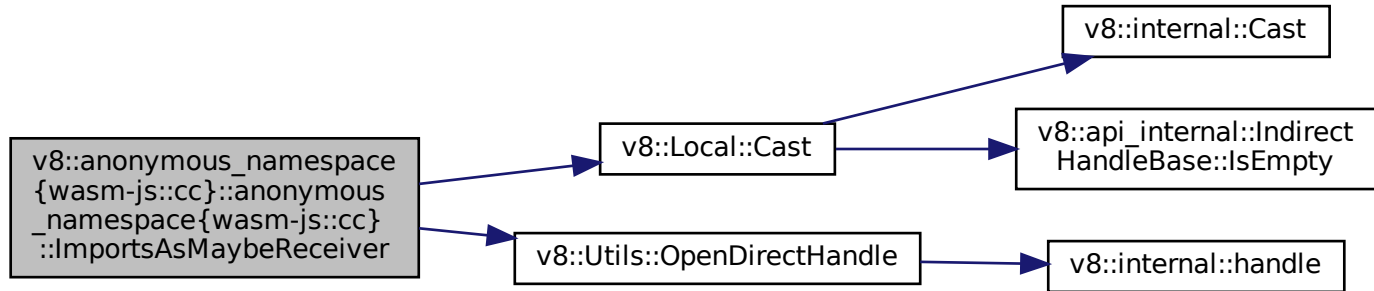 v8::anonymous_namespace
{wasm-js::cc}::anonymous
_namespace{wasm-js::cc}
::ImportsAsMaybeReceiver
v8::Local::Cast
v8::internal::Cast
v8::api_internal::Indirect
HandleBase::IsEmpty
v8::Utils::OpenDirectHandle
v8::internal::handle